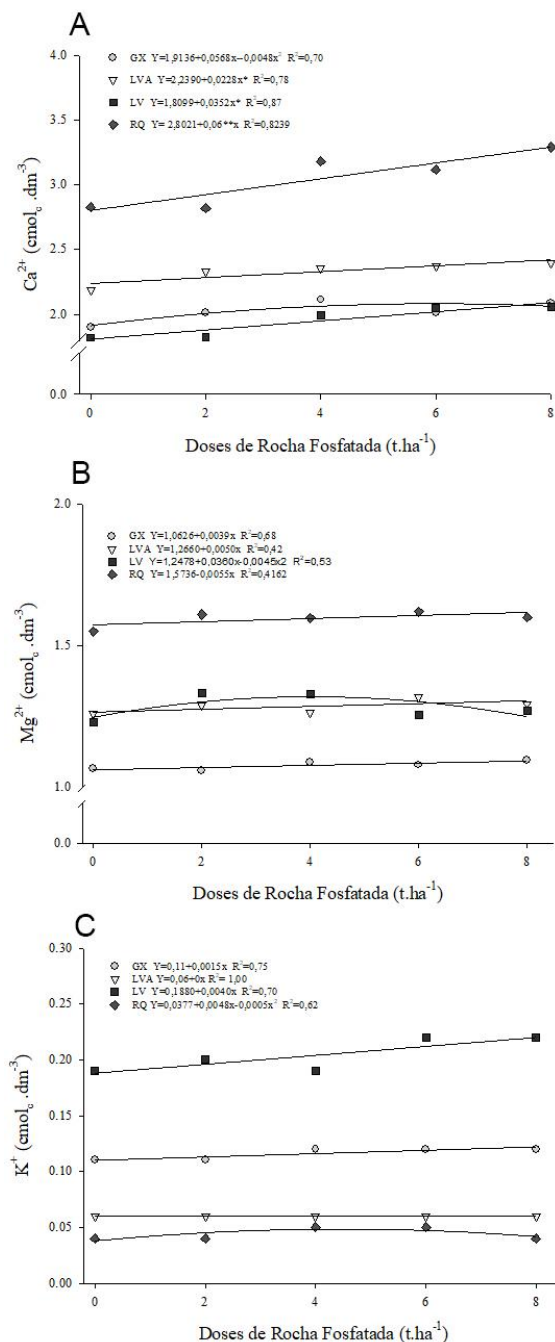 A
4.0
GX Y=1,9136+0,0568x--0,0048x² R²=0,70
LVA Y=2,2390+0,0228x* R²=0,78
LV Y=1,8099+0,0352x* R²=0,87
RQ Y= 2,8021+0,06**x R²=0,8239
3.5
3.0
2.5
2.0
0.0
Ca²⁺ (cmol_c .dm⁻³)
0 2 4 6 8
Doses de Rocha Fosfatada (t.ha⁻¹)
B
2.0
GX Y=1,0626+0,0039x R²=0,68
LVA Y=1,2660+0,0050x R²=0,42
LV Y=1,2478+0,0360x-0,0045x2 R²=0,53
RQ Y= 1,5736-0,0055x R²=0,4162
1.5
1.0
0.0
Mg²⁺ (cmol_c .dm⁻³)
0 2 4 6 8
Doses de Rocha Fosfatada (t.ha⁻¹)
C
0.30
GX Y=0,11+0,0015x R²=0,75
LVA Y=0,06+0x R²= 1,00
LV Y=0,1880+0,0040x R²=0,70
RQ Y=0,0377+0,0048x-0,0005x² R²=0,62
0.25
0.20
0.15
0.10
0.05
0.00
K⁺ (cmol_c .dm⁻³)
0 2 4 6 8
Doses de Rocha Fosfatada (t.ha⁻¹)